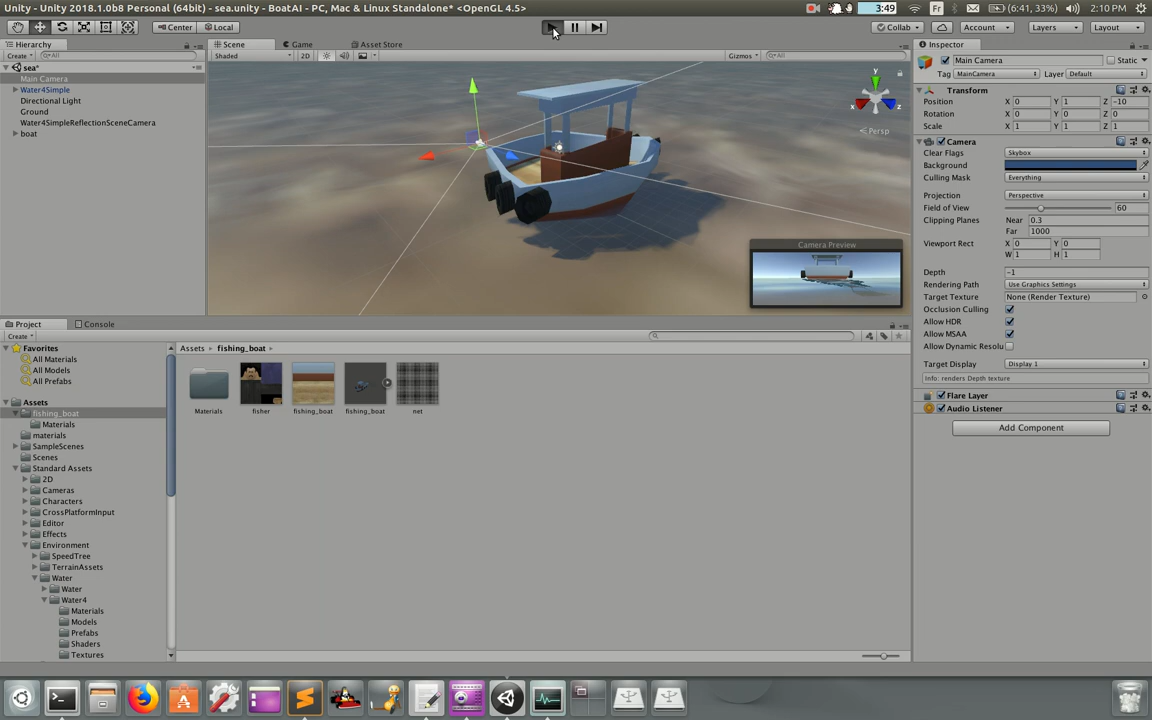 Unity - Unity 2018.1.0b8 Personal (64bit) - sea.unity - BoatAI - PC, Mac & Linux Standalone* <OpenGL 4.5>
3:49
Fr
(6:41, 33%)
2:10 PM
Center
Local
Collab
Account
Layers
Layout
Hierarchy
Scene
Game
Asset Store
Inspector
Create
All
Shaded
2D
Gizmos
All
Main Camera
Static
Tag
MainCamera
Layer
Default
sea*
Main Camera
Water4Simple
Directional Light
Ground
Water4SimpleReflectionSceneCamera
boat
y
x
z
Persp
Camera Preview
Transform
Position X 0 Y 1 Z -10
Rotation X 0 Y 0 Z 0
Scale X 1 Y 1 Z 1
Camera
Clear Flags Skybox
Background
Culling Mask Everything
Projection Perspective
Field of View 60
Clipping Planes Near 0.3
Far 1000
Viewport Rect X 0 Y 0
W 1 H 1
Depth -1
Rendering Path Use Graphics Settings
Target Texture None (Render Texture)
Occlusion Culling
Allow HDR
Allow MSAA
Allow Dynamic Resolu
Target Display Display 1
Info: renders Depth texture
Flare Layer
Audio Listener
Add Component
Project
Console
Create
Favorites
All Materials
All Models
All Prefabs
Assets
fishing_boat
Materials
materials
SampleScenes
Scenes
Standard Assets
2D
Cameras
Characters
CrossPlatformInput
Editor
Effects
Environment
SpeedTree
TerrainAssets
Water
Water
Water4
Materials
Models
Prefabs
Shaders
Textures
Assets
fishing_boat
Materials
fisher
fishing_boat
fishing_boat
net